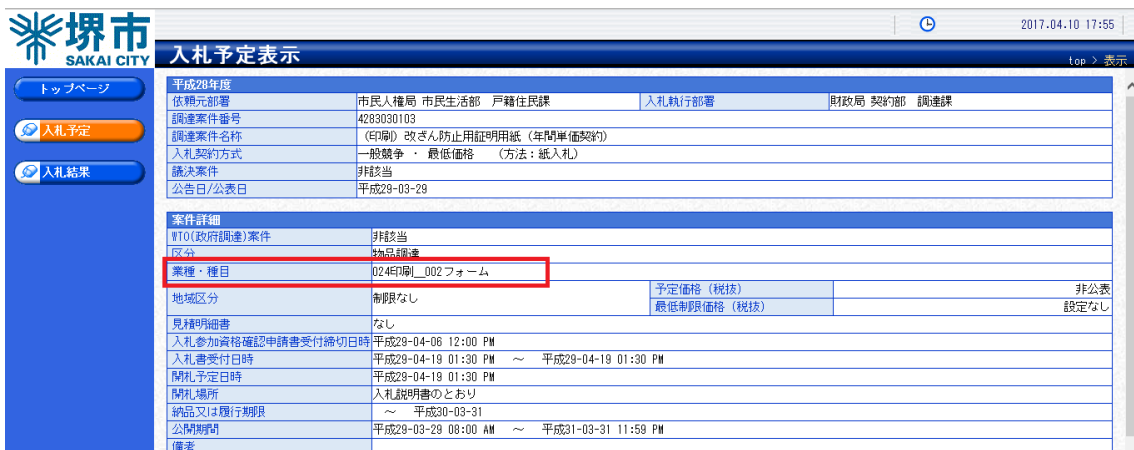 堺市
SAKAI CITY
2017.04.10 17:55
入札予定表示
top > 表示
トップページ
入札予定
入札結果
平成28年度
依頼元部署 市民人権局 市民生活部 戸籍住民課 入札執行部署 財政局 契約部 調達課
調達案件番号 4283030103
調達案件名称 (印刷) 改ざん防止用証明用紙 (年間単価契約)
入札契約方式 一般競争 ・ 最低価格 (方法:紙入札)
議決案件 非該当
公告日/公表日 平成29-03-29
案件詳細
WTO(政府調達)案件 非該当
区分 物品調達
業種・種目 024印刷__002フォーム
地域区分 制限なし 予定価格 (税抜) 非公表
最低制限価格 (税抜) 設定なし
見積明細書 なし
入札参加資格確認申請書受付締切日時 平成29-04-06 12:00 PM
入札書受付日時 平成29-04-19 01:30 PM ～ 平成29-04-19 01:30 PM
開札予定日時 平成29-04-19 01:30 PM
開札場所 入札説明書のとおり
納品又は履行期限 ～ 平成30-03-31
公開期間 平成29-03-29 08:00 AM ～ 平成31-03-31 11:59 PM
備考